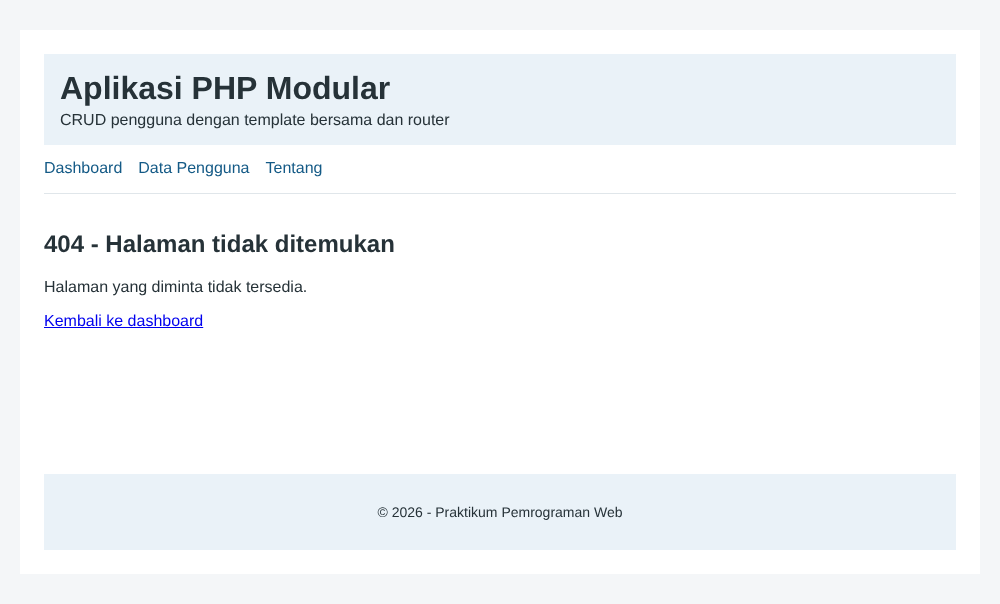 Aplikasi PHP Modular
CRUD pengguna dengan template bersama dan router
Dashboard Data Pengguna Tentang
404 - Halaman tidak ditemukan
Halaman yang diminta tidak tersedia.
Kembali ke dashboard
© 2026 - Praktikum Pemrograman Web